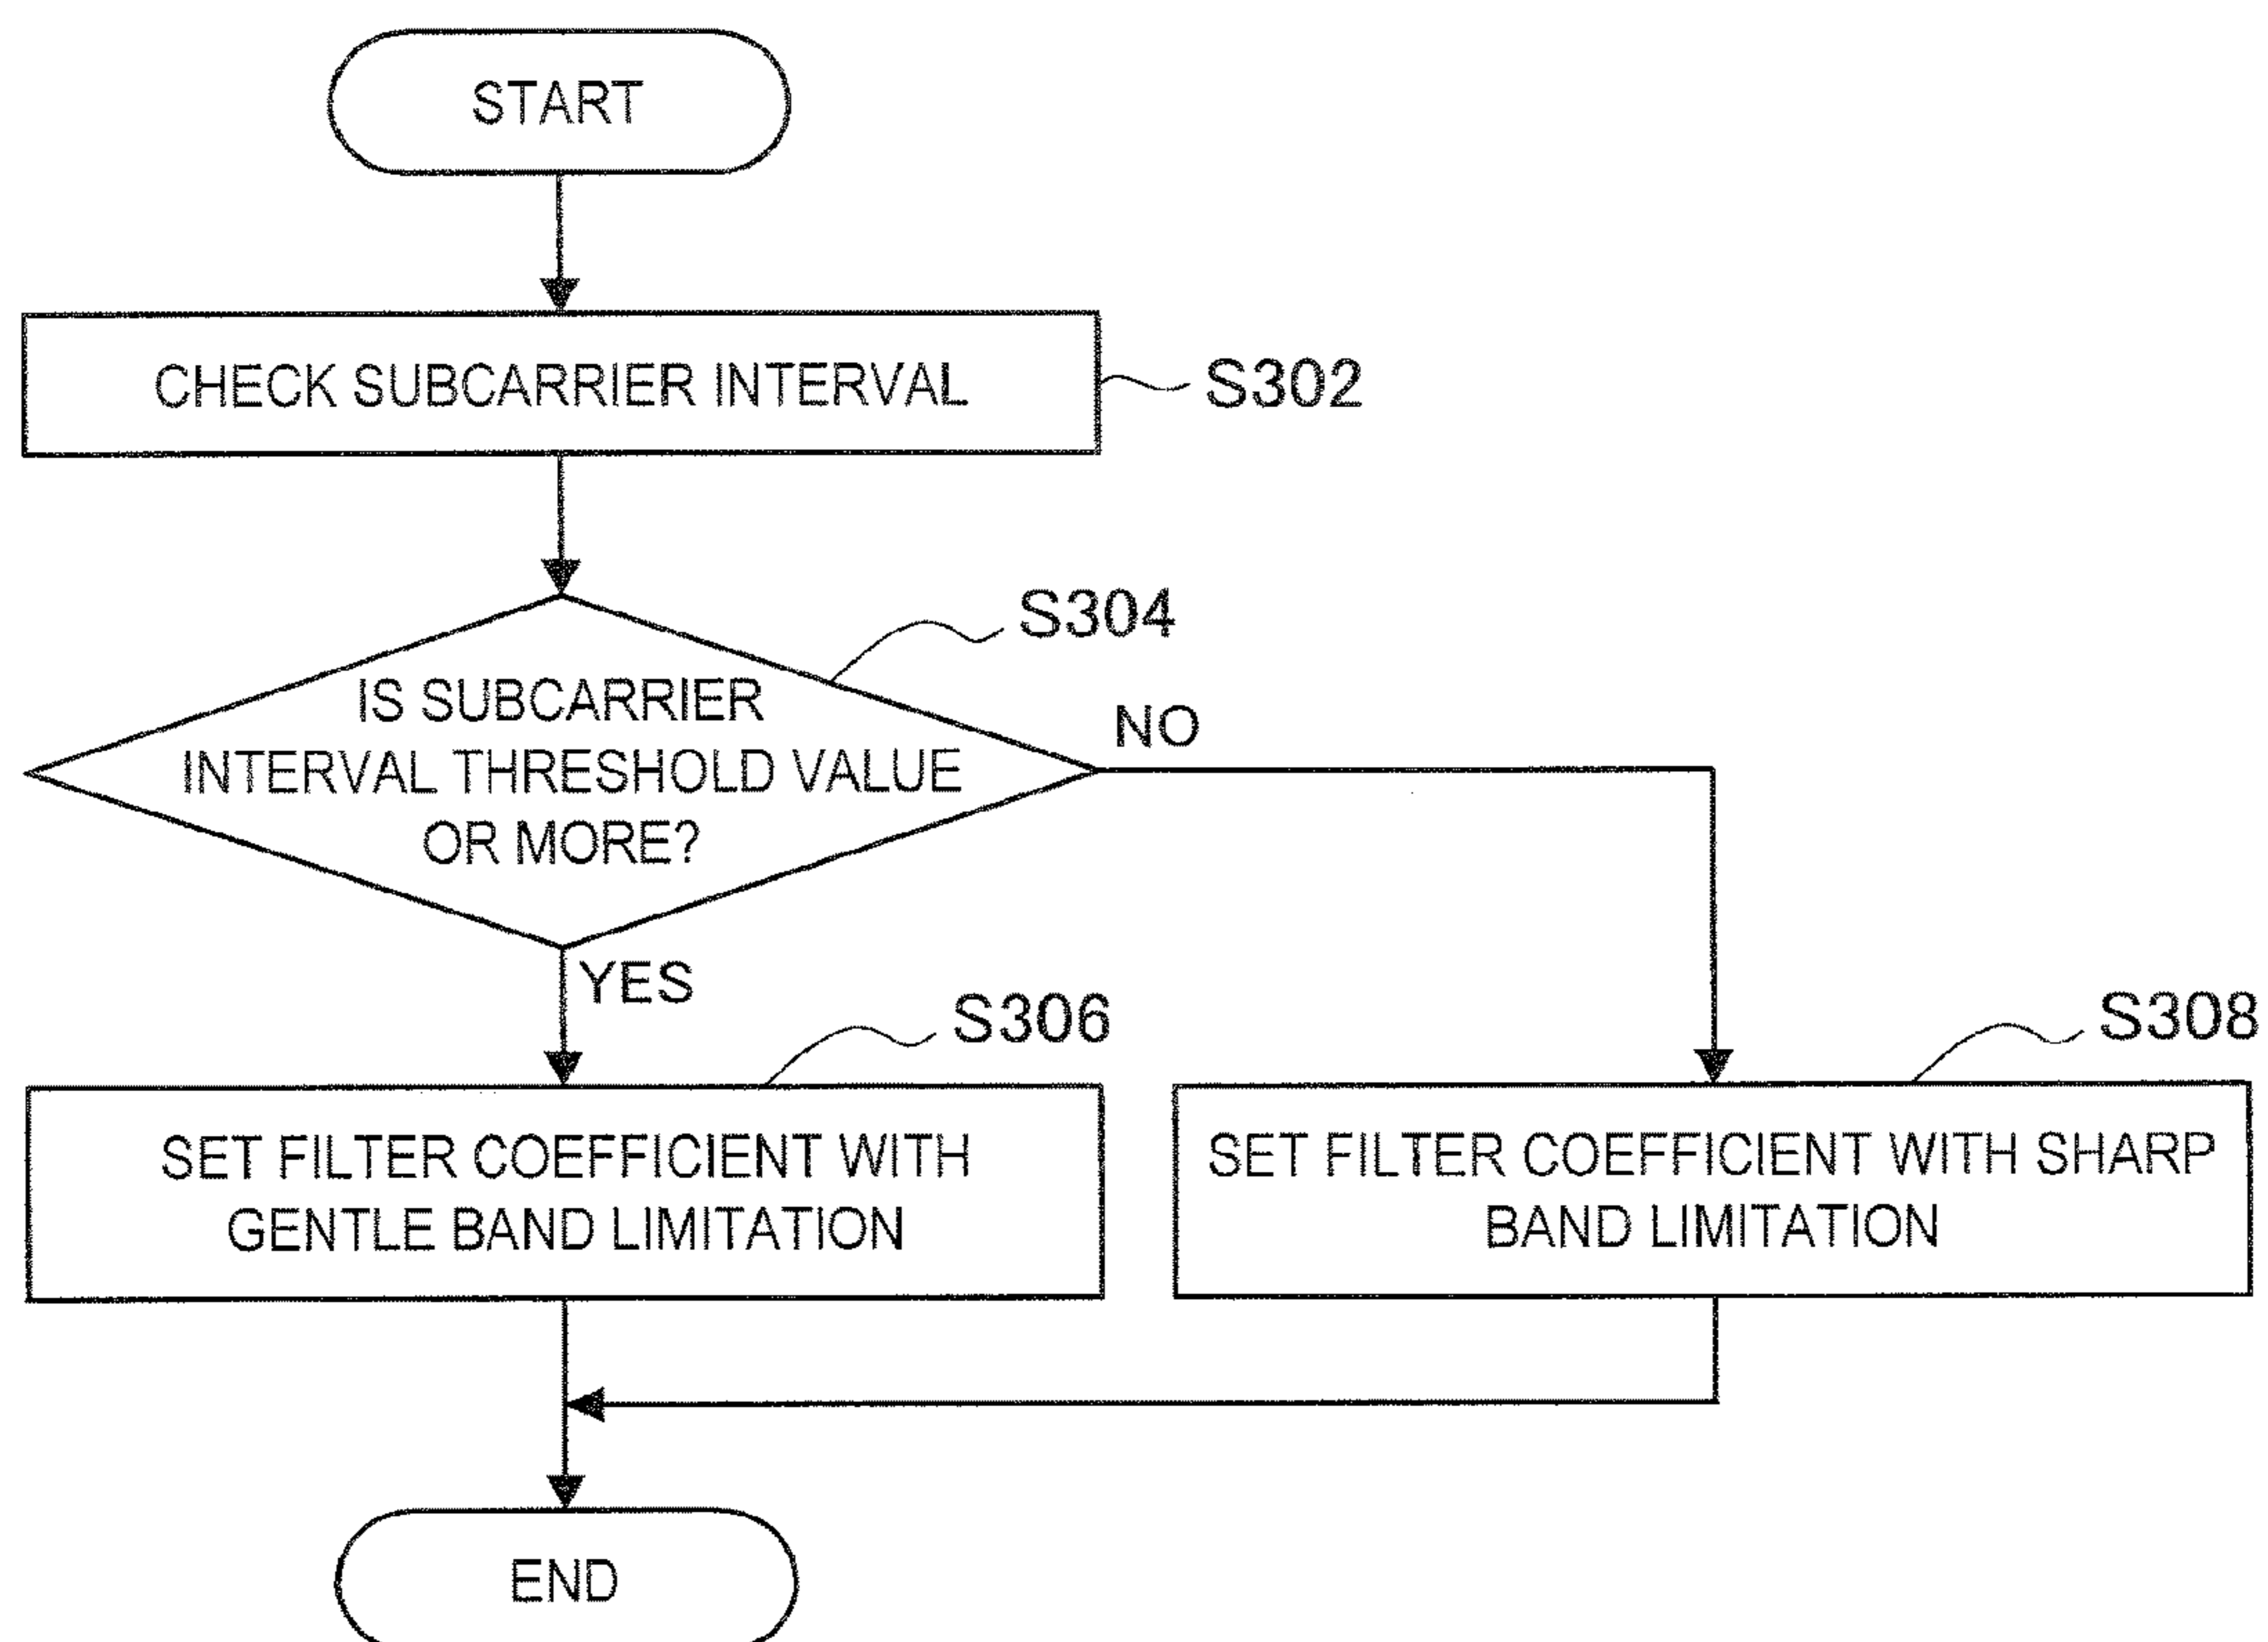 START
CHECK SUBCARRIER INTERVAL
S302
S304
IS SUBCARRIER
INTERVAL THRESHOLD VALUE
OR MORE?
NO
YES
S306
SET FILTER COEFFICIENT WITH
GENTLE BAND LIMITATION
S308
SET FILTER COEFFICIENT WITH SHARP
BAND LIMITATION
END